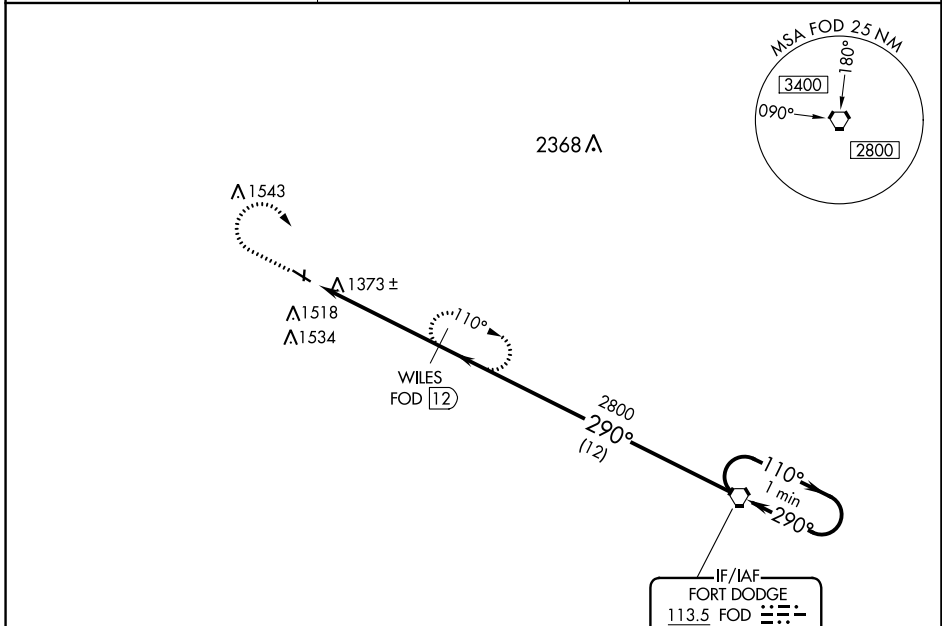 MSA FOD 25 NM
180°
3400
090°
2800
2368
1543
1373 ±
1518
1534
110°
WILES
FOD 12
2800
290°
(12)
110°
1 min
290°
IF/IAF
FORT DODGE
113.5 FOD